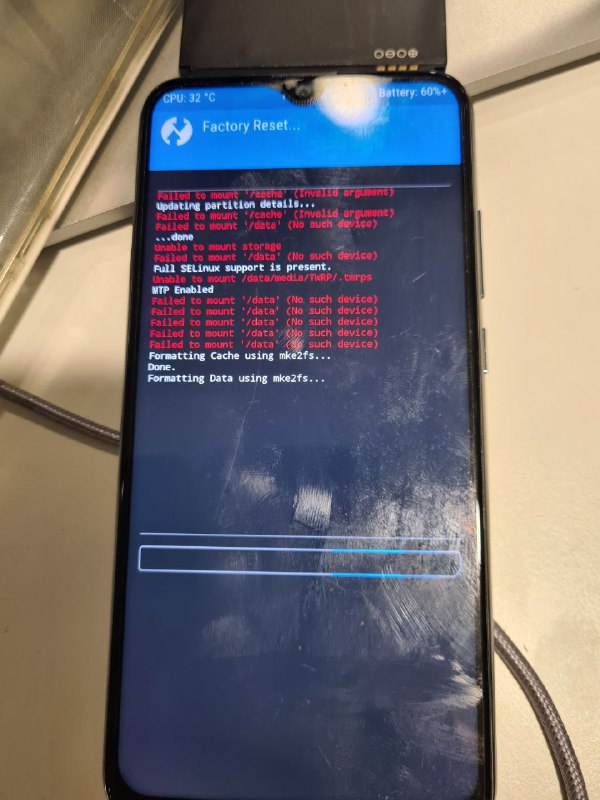 CPU: 32 °C
Battery: 60%+
Factory Reset...
Failed to mount '/cache' (Invalid argument)
Updating partition details...
Failed to mount '/cache' (Invalid argument)
Failed to mount '/data' (No such device)
...done
Unable to mount storage
Failed to mount '/data' (No such device)
Full SELinux support is present.
Unable to mount /data/media/TWRP/.twrps
MTP Enabled
Failed to mount '/data' (No such device)
Failed to mount '/data' (No such device)
Failed to mount '/data' (No such device)
Failed to mount '/data' (No such device)
Failed to mount '/data' (No such device)
Formatting Cache using mke2fs...
Done.
Formatting Data using mke2fs...